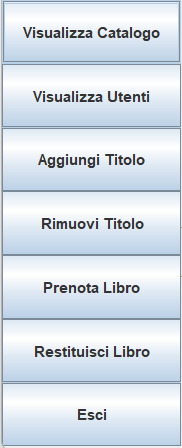 Visualizza Catalogo
Visualizza Utenti
Aggiungi Titolo
Rimuovi Titolo
Prenota Libro
Restituisci Libro
Esci